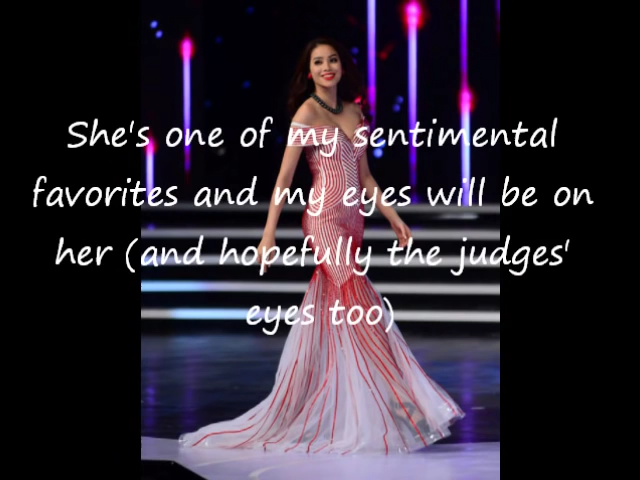 She's one of my sentimental
favorites and my eyes will be on
her (and hopefully the judges'
eyes too)